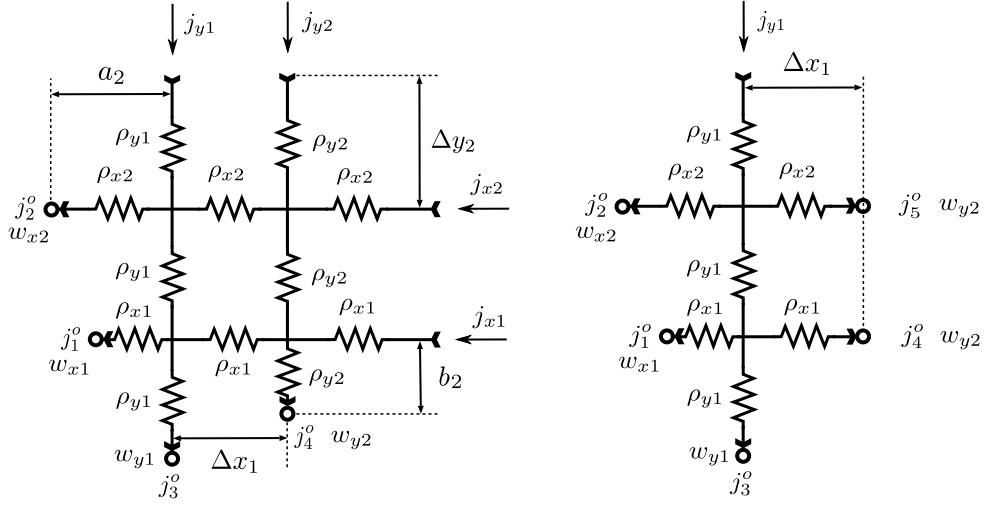 j_{y1} j_{y2} j_{y1}
a_2 Δx_1
ρ_{y1} ρ_{y2} Δy_2 ρ_{y1}
ρ_{x2} ρ_{x2} ρ_{x2} j_{x2} ρ_{x2} ρ_{x2}
j_2^o j_2^o j_5^o w_{y2}
w_{x2} w_{x2}
ρ_{y1} ρ_{y2} ρ_{y1}
ρ_{x1} ρ_{x1} j_{x1} ρ_{x1} ρ_{x1}
j_1^o j_1^o j_4^o w_{y2}
w_{x1} ρ_{x1} ρ_{y2} b_2 w_{x1}
ρ_{y1} ρ_{y1}
j_4^o w_{y2}
w_{y1} Δx_1 w_{y1}
j_3^o j_3^o